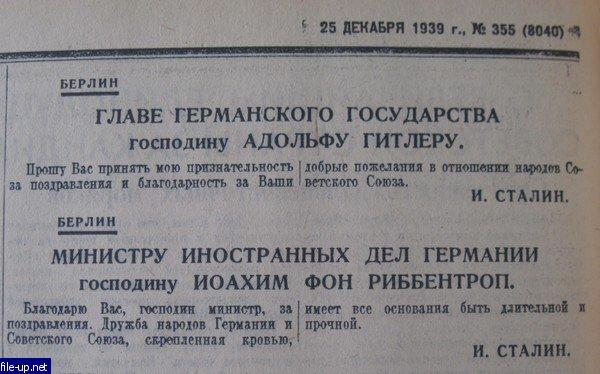 25 ДЕКАБРЯ 1939 г., № 355 (8040)
БЕРЛИН
ГЛАВЕ ГЕРМАНСКОГО ГОСУДАРСТВА
господину АДОЛЬФУ ГИТЛЕРУ.
Прошу Вас принять мою признательность
за поздравления и благодарность за Ваши
добрые пожелания в отношении народов Со-
ветского Союза.
И. СТАЛИН.
БЕРЛИН
МИНИСТРУ ИНОСТРАННЫХ ДЕЛ ГЕРМАНИИ
господину ИОАХИМ ФОН РИББЕНТРОП.
Благодарю Вас, господин министр, за
поздравления. Дружба народов Германии и
Советского Союза, скрепленная кровью,
имеет все основания быть длительной и
прочной.
И. СТАЛИН.
file-up.net